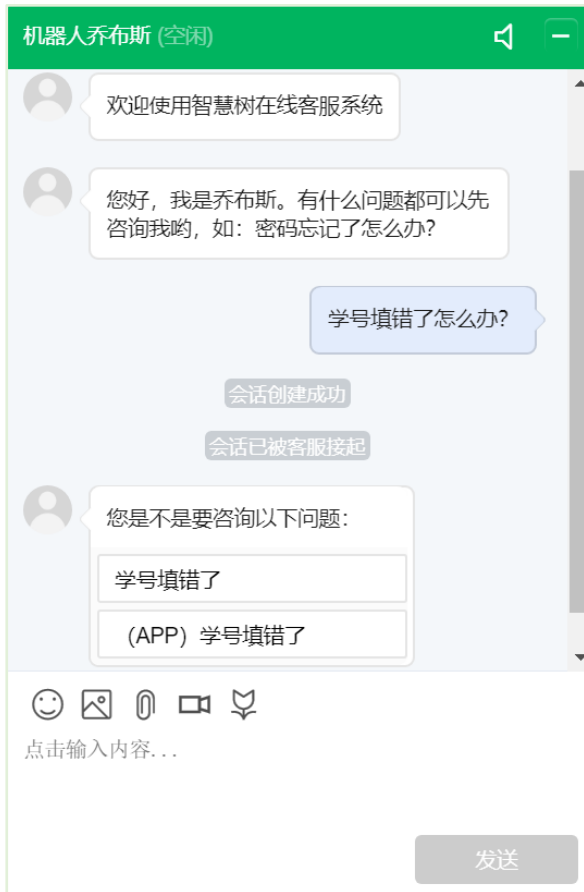 机器人乔布斯 (空闲)
欢迎使用智慧树在线客服系统
您好，我是乔布斯。有什么问题都可以先
咨询我哟，如：密码忘记了怎么办？
学号填错了怎么办？
会话创建成功
会话已被客服接起
您是不是要咨询以下问题：
学号填错了
（APP）学号填错了
点击输入内容...
发送